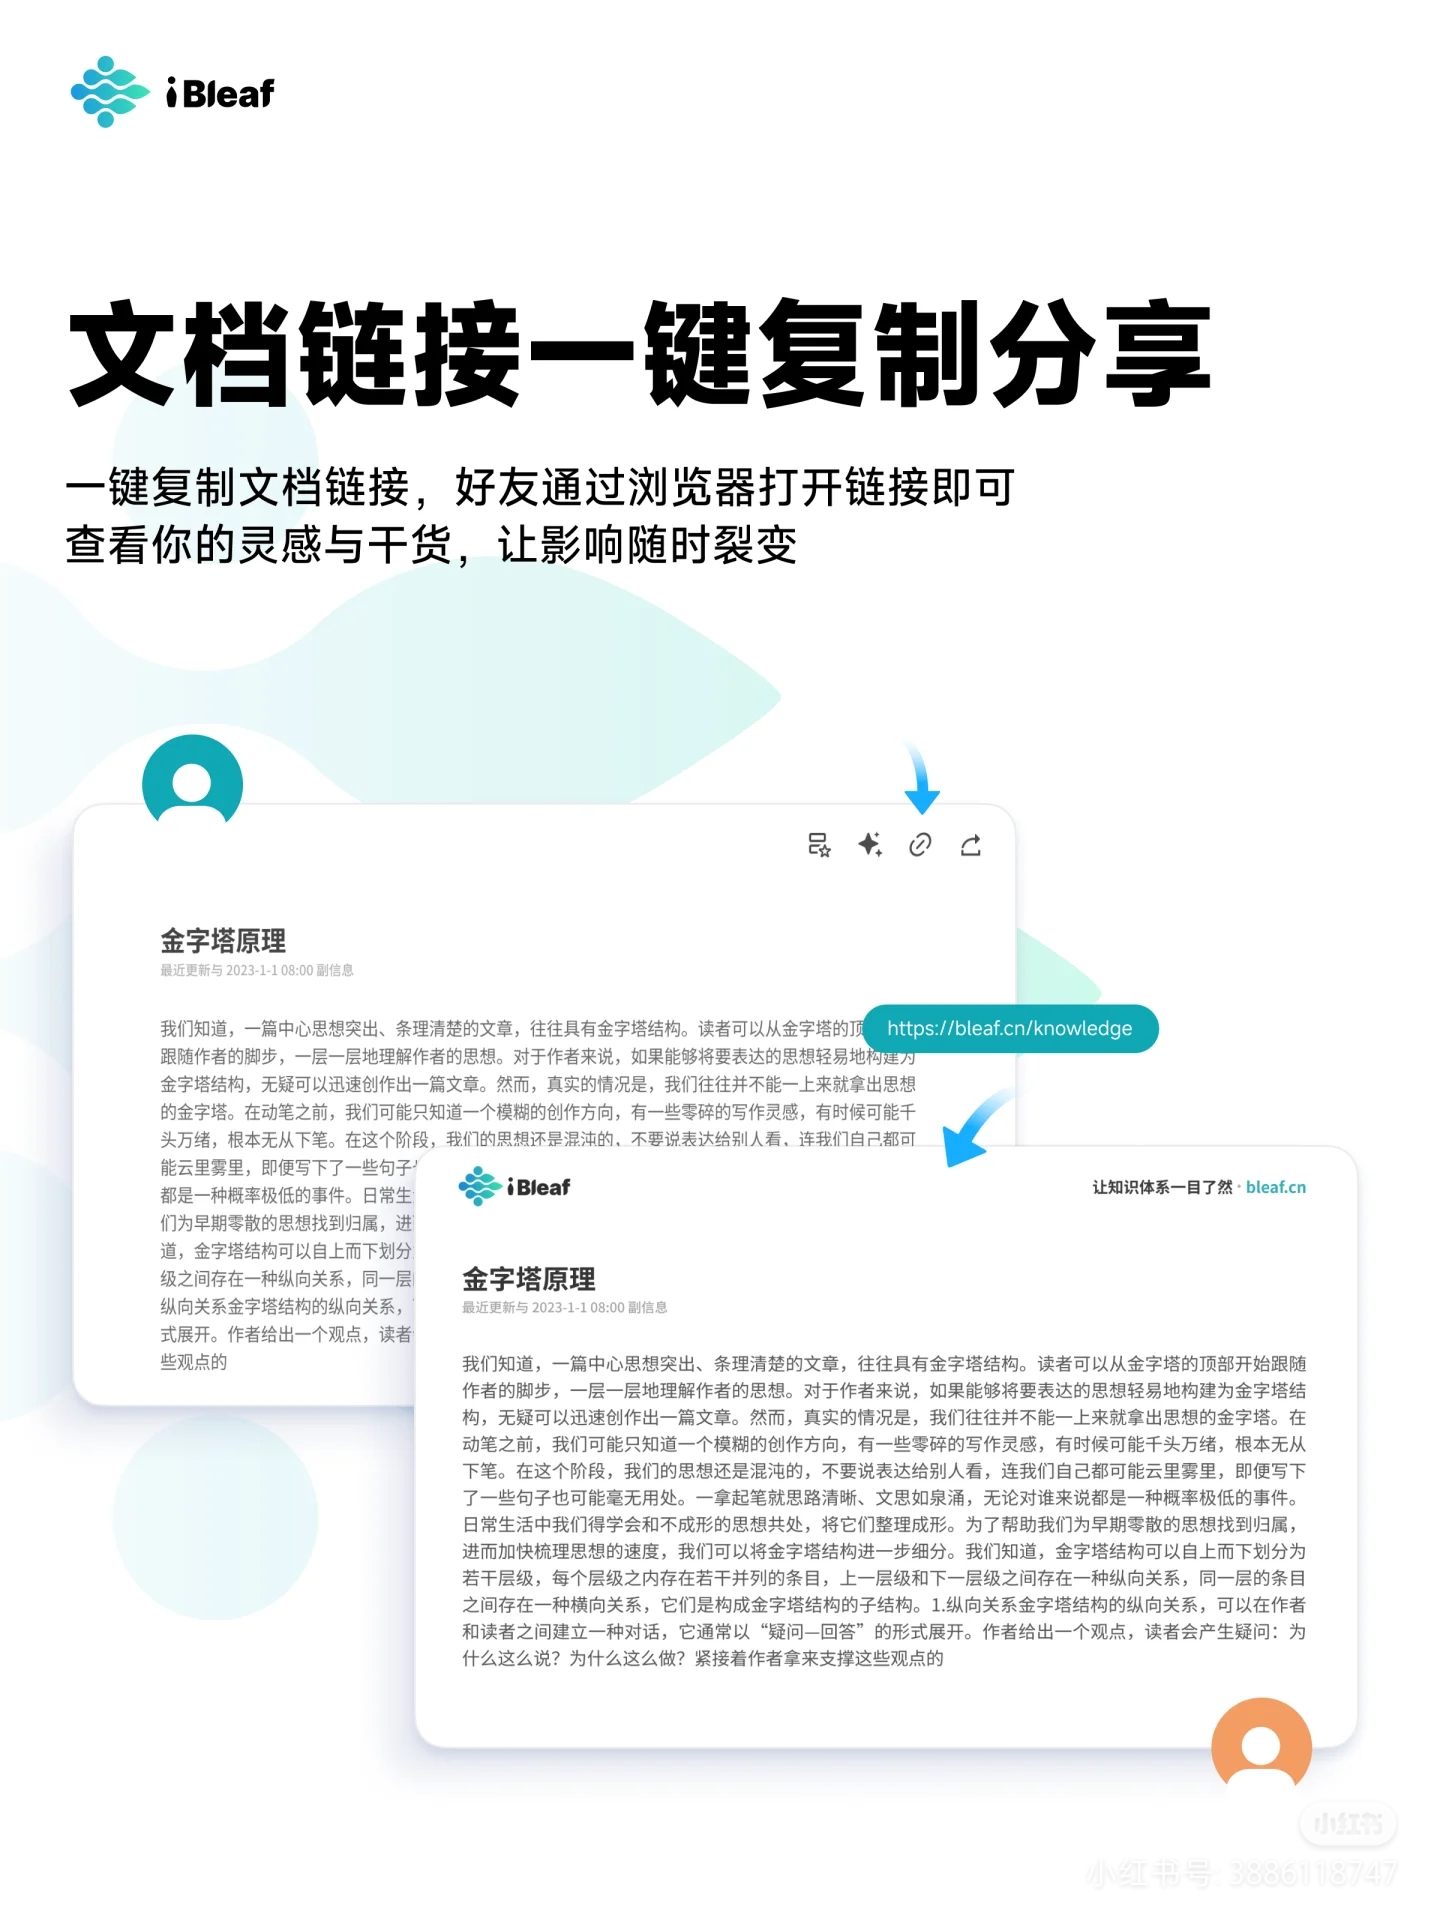 iBleaf
文档链接一键复制分享
一键复制文档链接，好友通过浏览器打开链接即可
查看你的灵感与干货，让影响随时裂变
金字塔原理
最近更新与 2023-1-1 08:00 副信息
我们知道，一篇中心思想突出、条理清楚的文章，往往具有金字塔结构。读者可以从金字塔的顶
https://bleaf.cn/knowledge
跟随作者的脚步，一层一层地理解作者的思想。对于作者来说，如果能够将要表达的思想轻易地构建为
金字塔结构，无疑可以迅速创作出一篇文章。然而，真实的情况是，我们往往并不能一上来就拿出思想
的金字塔。在动笔之前，我们可能只知道一个模糊的创作方向，有一些零碎的写作灵感，有时候可能千
头万绪，根本无从下笔。在这个阶段，我们的思想还是混沌的，不要说表达给别人看，连我们自己都可
能云里雾里，即便写下了一些句子
都是一种概率极低的事件。日常生
们为早期零散的思想找到归属，进
道，金字塔结构可以自上而下划分
级之间存在一种纵向关系，同一层
纵向关系金字塔结构的纵向关系，
式展开。作者给出一个观点，读者
些观点的
iBleaf
让知识体系一目了然·bleaf.cn
金字塔原理
最近更新与 2023-1-1 08:00 副信息
我们知道，一篇中心思想突出、条理清楚的文章，往往具有金字塔结构。读者可以从金字塔的顶部开始跟随
作者的脚步，一层一层地理解作者的思想。对于作者来说，如果能够将要表达的思想轻易地构建为金字塔结
构，无疑可以迅速创作出一篇文章。然而，真实的情况是，我们往往并不能一上来就拿出思想的金字塔。在
动笔之前，我们可能只知道一个模糊的创作方向，有一些零碎的写作灵感，有时候可能千头万绪，根本无从
下笔。在这个阶段，我们的思想还是混沌的，不要说表达给别人看，连我们自己都可能云里雾里，即便写下
了一些句子也可能毫无用处。一拿起笔就思路清晰、文思如泉涌，无论对谁来说都是一种概率极低的事件。
日常生活中我们得学会和不成形的思想共处，将它们整理成形。为了帮助我们为早期零散的思想找到归属，
进而加快梳理思想的速度，我们可以将金字塔结构进一步细分。我们知道，金字塔结构可以自上而下划分为
若干层级，每个层级之内存在若干并列的条目，上一层级和下一层级之间存在一种纵向关系，同一层的条目
之间存在一种横向关系，它们是构成金字塔结构的子结构。1.纵向关系金字塔结构的纵向关系，可以在作者
和读者之间建立一种对话，它通常以“疑问—回答”的形式展开。作者给出一个观点，读者会产生疑问：为
什么这么说？为什么这么做？紧接着作者拿来支撑这些观点的
小红书
小红书号: 3886118747